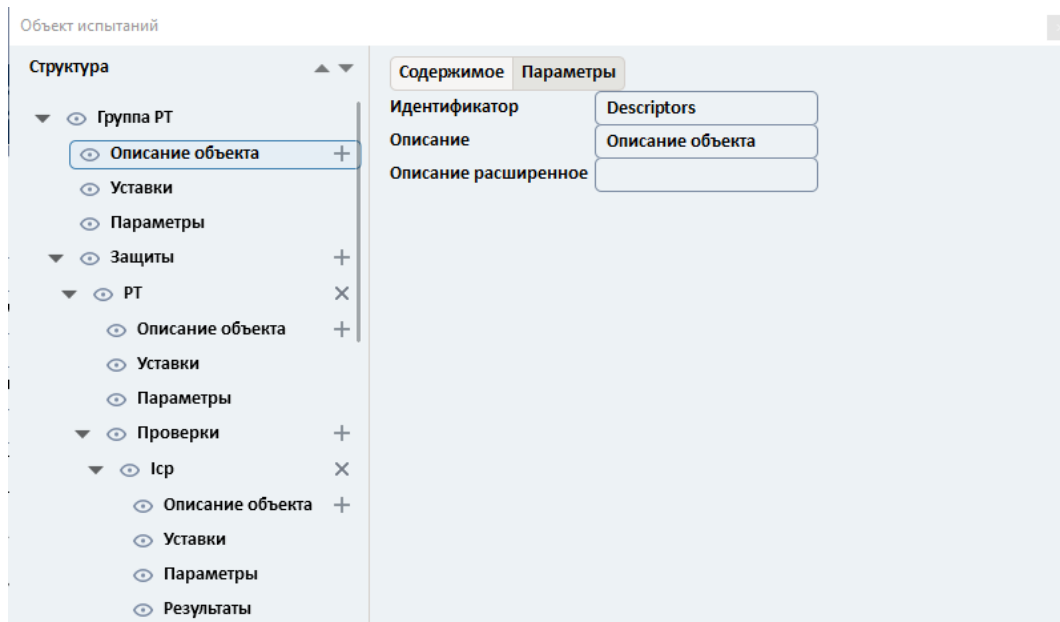 Объект испытаний
Структура
Группа РТ
Описание объекта
Уставки
Параметры
Защиты
РТ
Описание объекта
Уставки
Параметры
Проверки
Iср
Описание объекта
Уставки
Параметры
Результаты
Содержимое Параметры
Идентификатор Descriptors
Описание Описание объекта
Описание расширенное